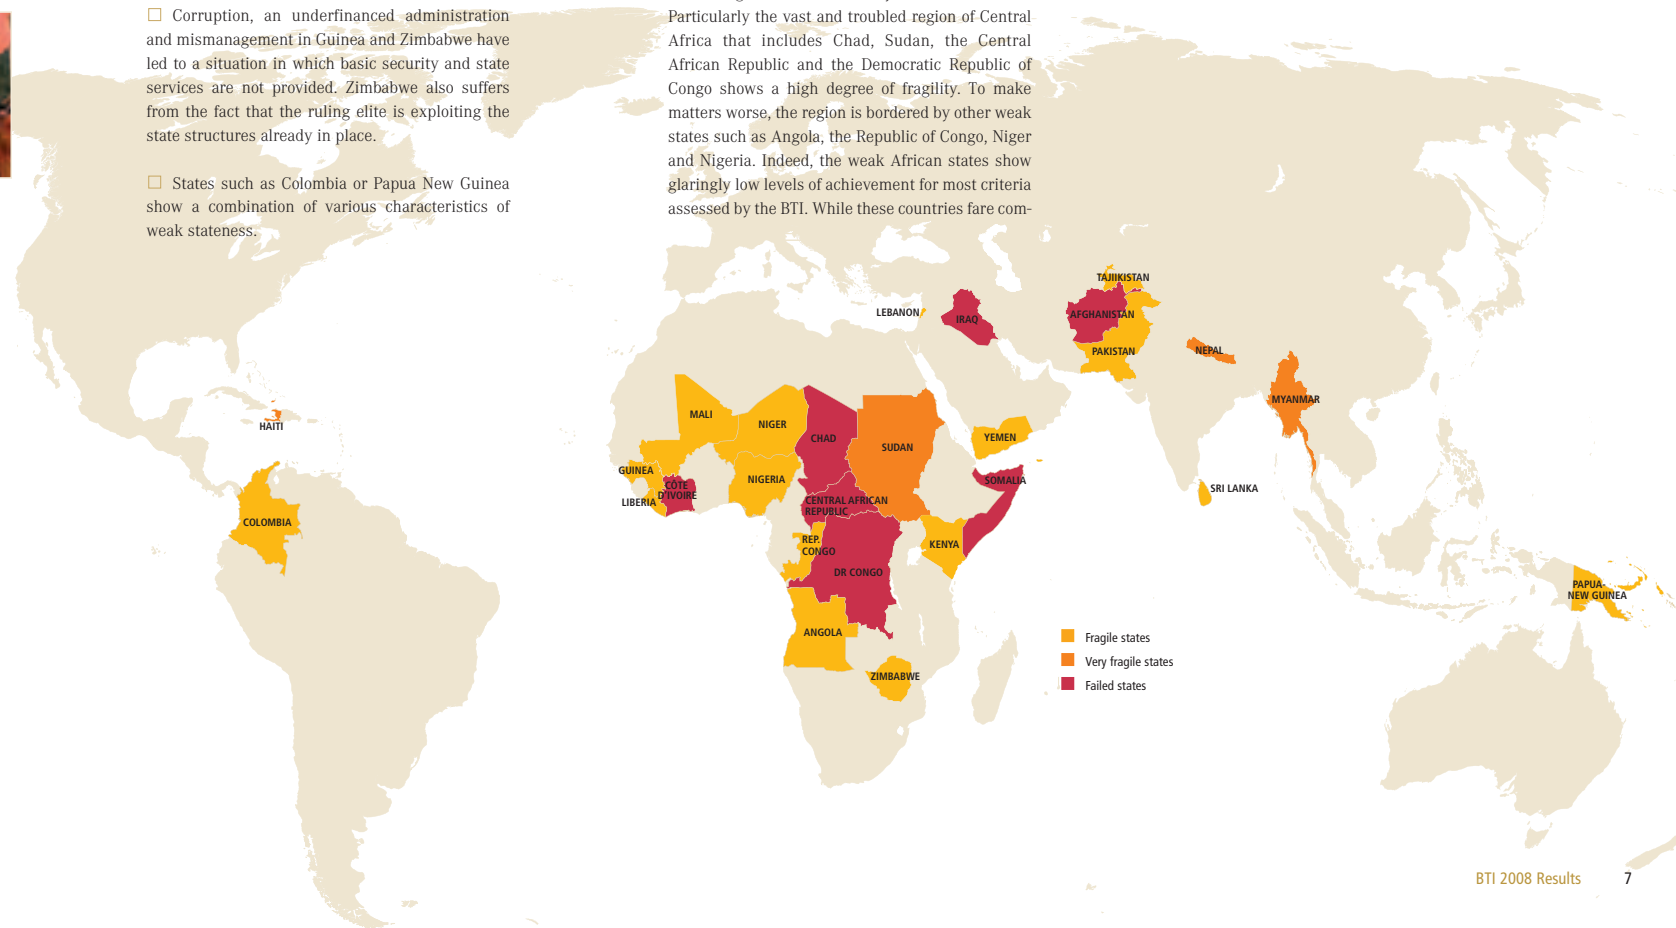 ☐ Corruption, an underfinanced administration
and mismanagement in Guinea and Zimbabwe have
led to a situation in which basic security and state
services are not provided. Zimbabwe also suffers
from the fact that the ruling elite is exploiting the
state structures already in place.
☐ States such as Colombia or Papua New Guinea
show a combination of various characteristics of
weak stateness.
Particularly the vast and troubled region of Central
Africa that includes Chad, Sudan, the Central
African Republic and the Democratic Republic of
Congo shows a high degree of fragility. To make
matters worse, the region is bordered by other weak
states such as Angola, the Republic of Congo, Niger
and Nigeria. Indeed, the weak African states show
glaringly low levels of achievement for most criteria
assessed by the BTI. While these countries fare com-
TAJIIKISTAN
LEBANON
IRAQ
AFGHANISTAN
PAKISTAN
NEPAL
MYANMAR
HAITI
MALI
NIGER
CHAD
SUDAN
YEMEN
GUINEA
NIGERIA
SOMALIA
CÔTE
D'IVOIRE
LIBERIA
SRI LANKA
CENTRAL AFRICAN
REPUBLIC
COLOMBIA
REP.
CONGO
KENYA
DR CONGO
PAPUA-
NEW GUINEA
ANGOLA
ZIMBABWE
Fragile states
Very fragile states
Failed states
BTI 2008 Results 7